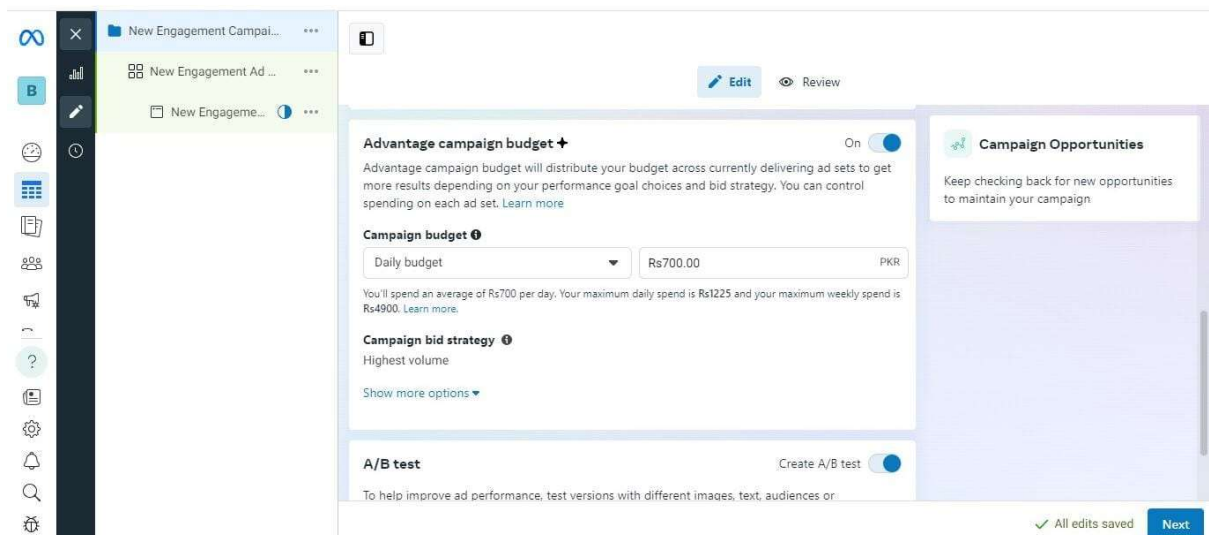 New Engagement Campai...
New Engagement Ad ...
New Engageme...
B
Edit
Review
Advantage campaign budget
On
Advantage campaign budget will distribute your budget across currently delivering ad sets to get
more results depending on your performance goal choices and bid strategy. You can control
spending on each ad set. Learn more
Campaign budget
Daily budget
Rs700.00
PKR
You'll spend an average of Rs700 per day. Your maximum daily spend is Rs1225 and your maximum weekly spend is
Rs4900. Learn more.
Campaign bid strategy
Highest volume
Show more options
A/B test
Create A/B test
To help improve ad performance, test versions with different images, text, audiences or
Campaign Opportunities
Keep checking back for new opportunities
to maintain your campaign
All edits saved
Next